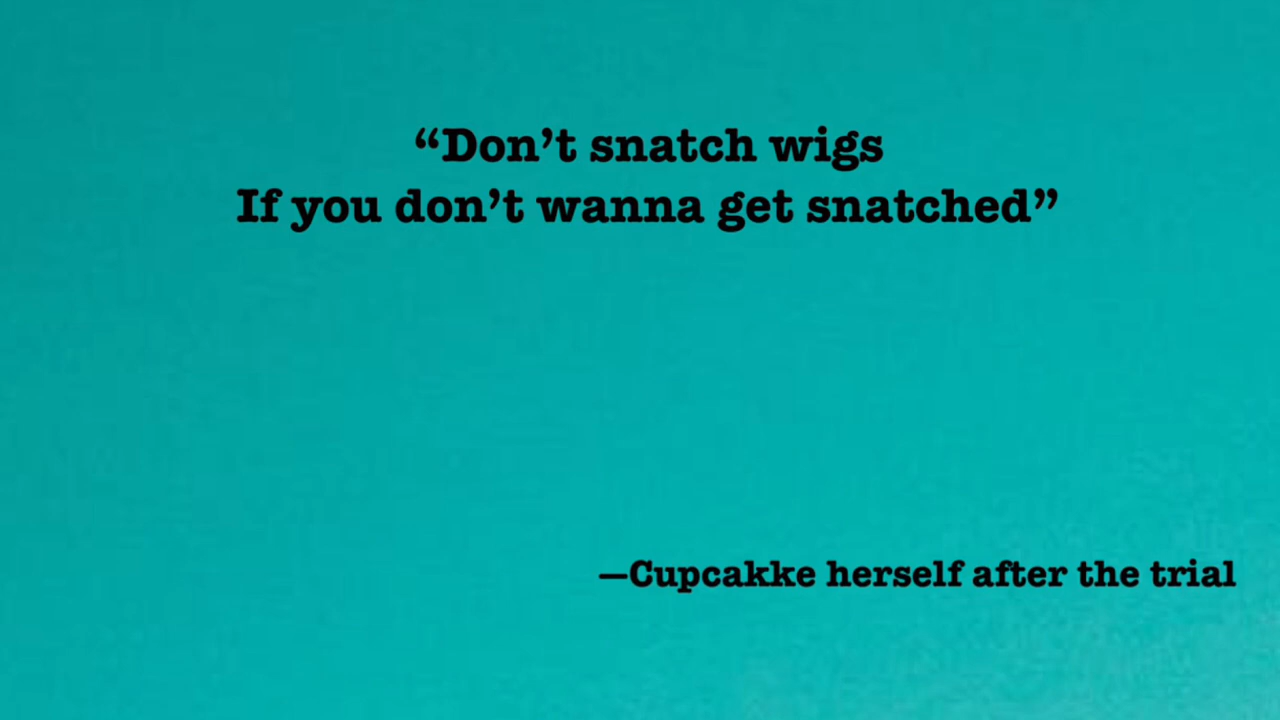 “Don’t snatch wigs
If you don’t wanna get snatched”
—Cupcakke herself after the trial